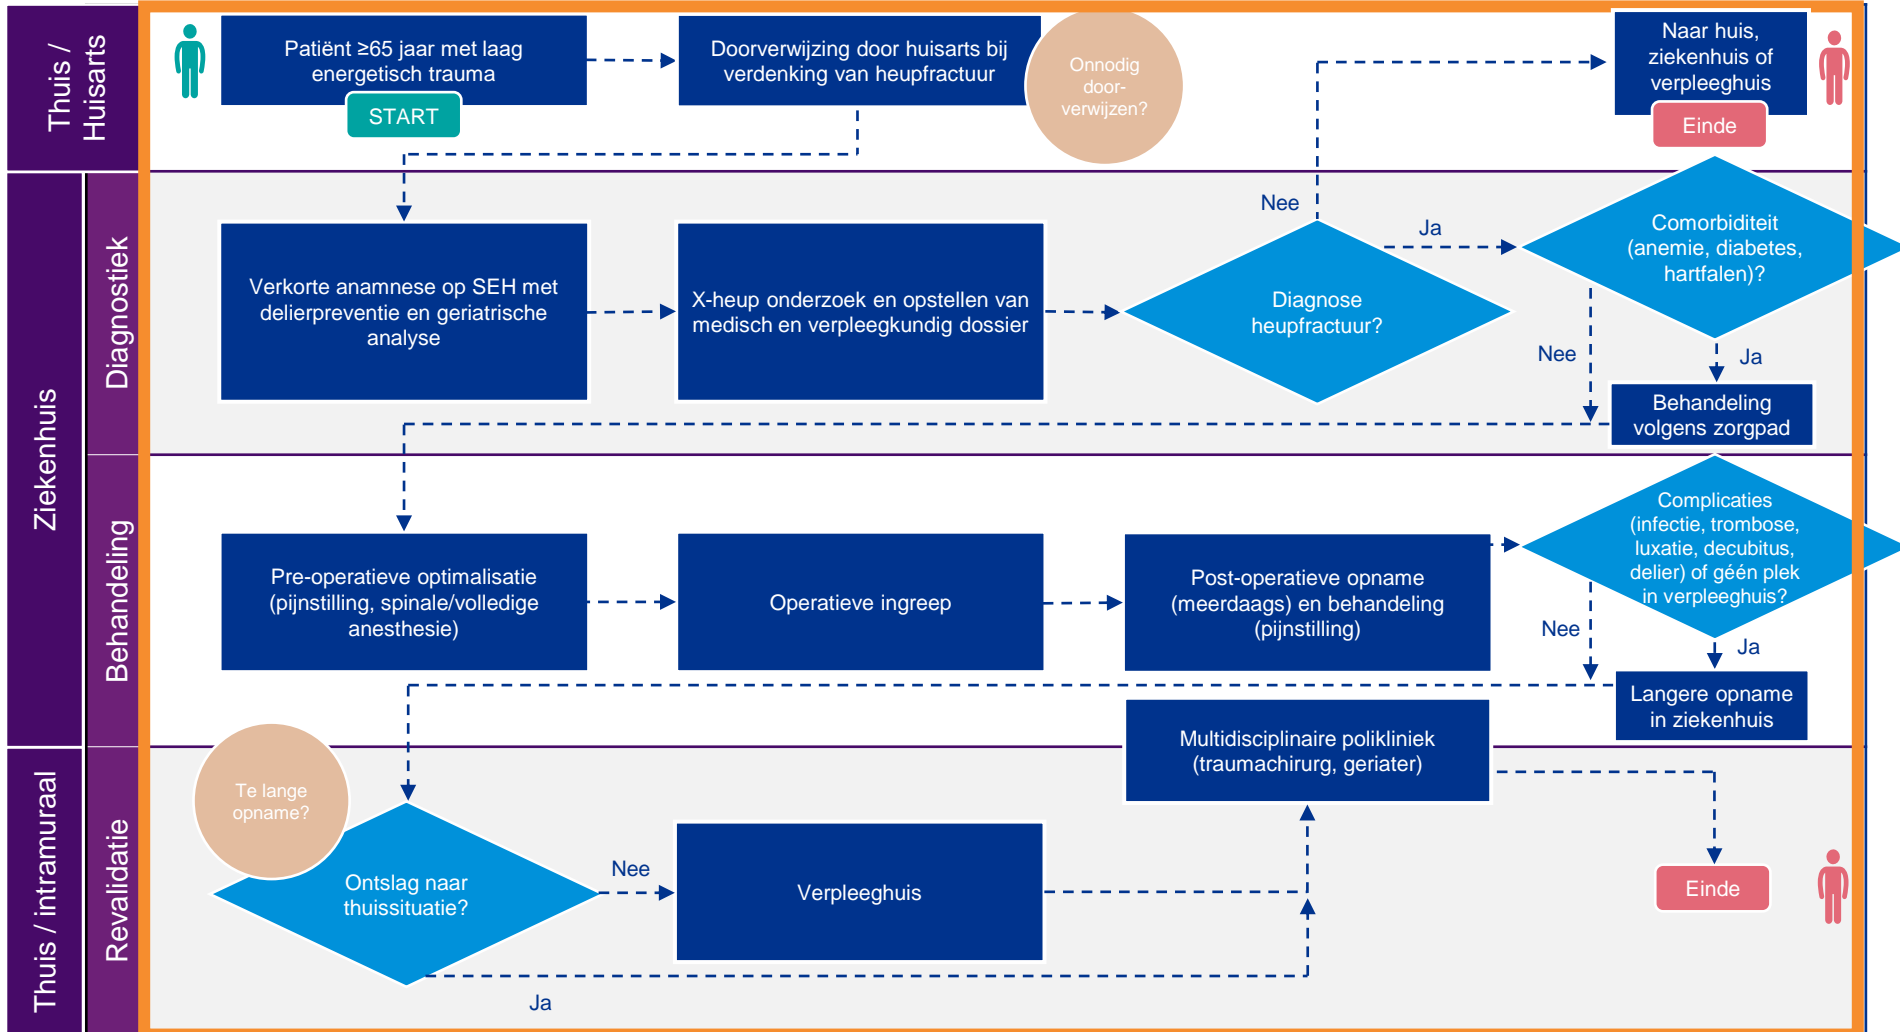 Thuis /
Huisarts
Patiënt ≥65 jaar met laag
energetisch trauma
START
Doorverwijzing door huisarts bij
verdenking van heupfractuur
Onnodig
door-
verwijzen?
Naar huis,
ziekenhuis of
verpleeghuis
Einde
Ziekenhuis
Diagnostiek
Verkorte anamnese op SEH met
delierpreventie en geriatrische
analyse
X-heup onderzoek en opstellen van
medisch en verpleegkundig dossier
Diagnose
heupfractuur?
Nee
Ja
Comorbiditeit
(anemie, diabetes,
hartfalen)?
Nee
Ja
Behandeling
volgens zorgpad
Behandeling
Pre-operatieve optimalisatie
(pijnstilling, spinale/volledige
anesthesie)
Operatieve ingreep
Post-operatieve opname
(meerdaags) en behandeling
(pijnstilling)
Complicaties
(infectie, trombose,
luxatie, decubitus,
delier) of géén plek
in verpleeghuis?
Nee
Ja
Langere opname
in ziekenhuis
Thuis / intramuraal
Revalidatie
Te lange
opname?
Ontslag naar
thuissituatie?
Nee
Ja
Verpleeghuis
Multidisciplinaire polikliniek
(traumachirurg, geriater)
Einde